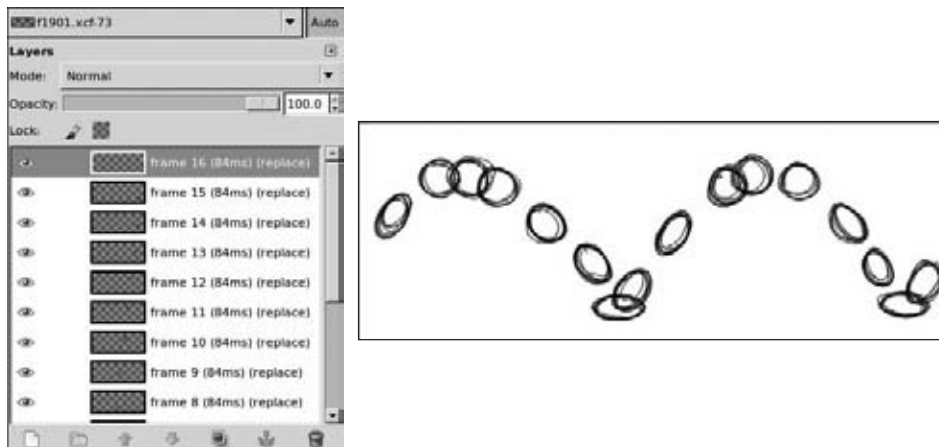 f1901.xcf-73 Auto
Layers
Mode: Normal
Opacity: 100.0
Lock:
frame 16 (84ms) (replace)
frame 15 (84ms) (replace)
frame 14 (84ms) (replace)
frame 13 (84ms) (replace)
frame 12 (84ms) (replace)
frame 11 (84ms) (replace)
frame 10 (84ms) (replace)
frame 9 (84ms) (replace)
frame 8 (84ms) (replace)